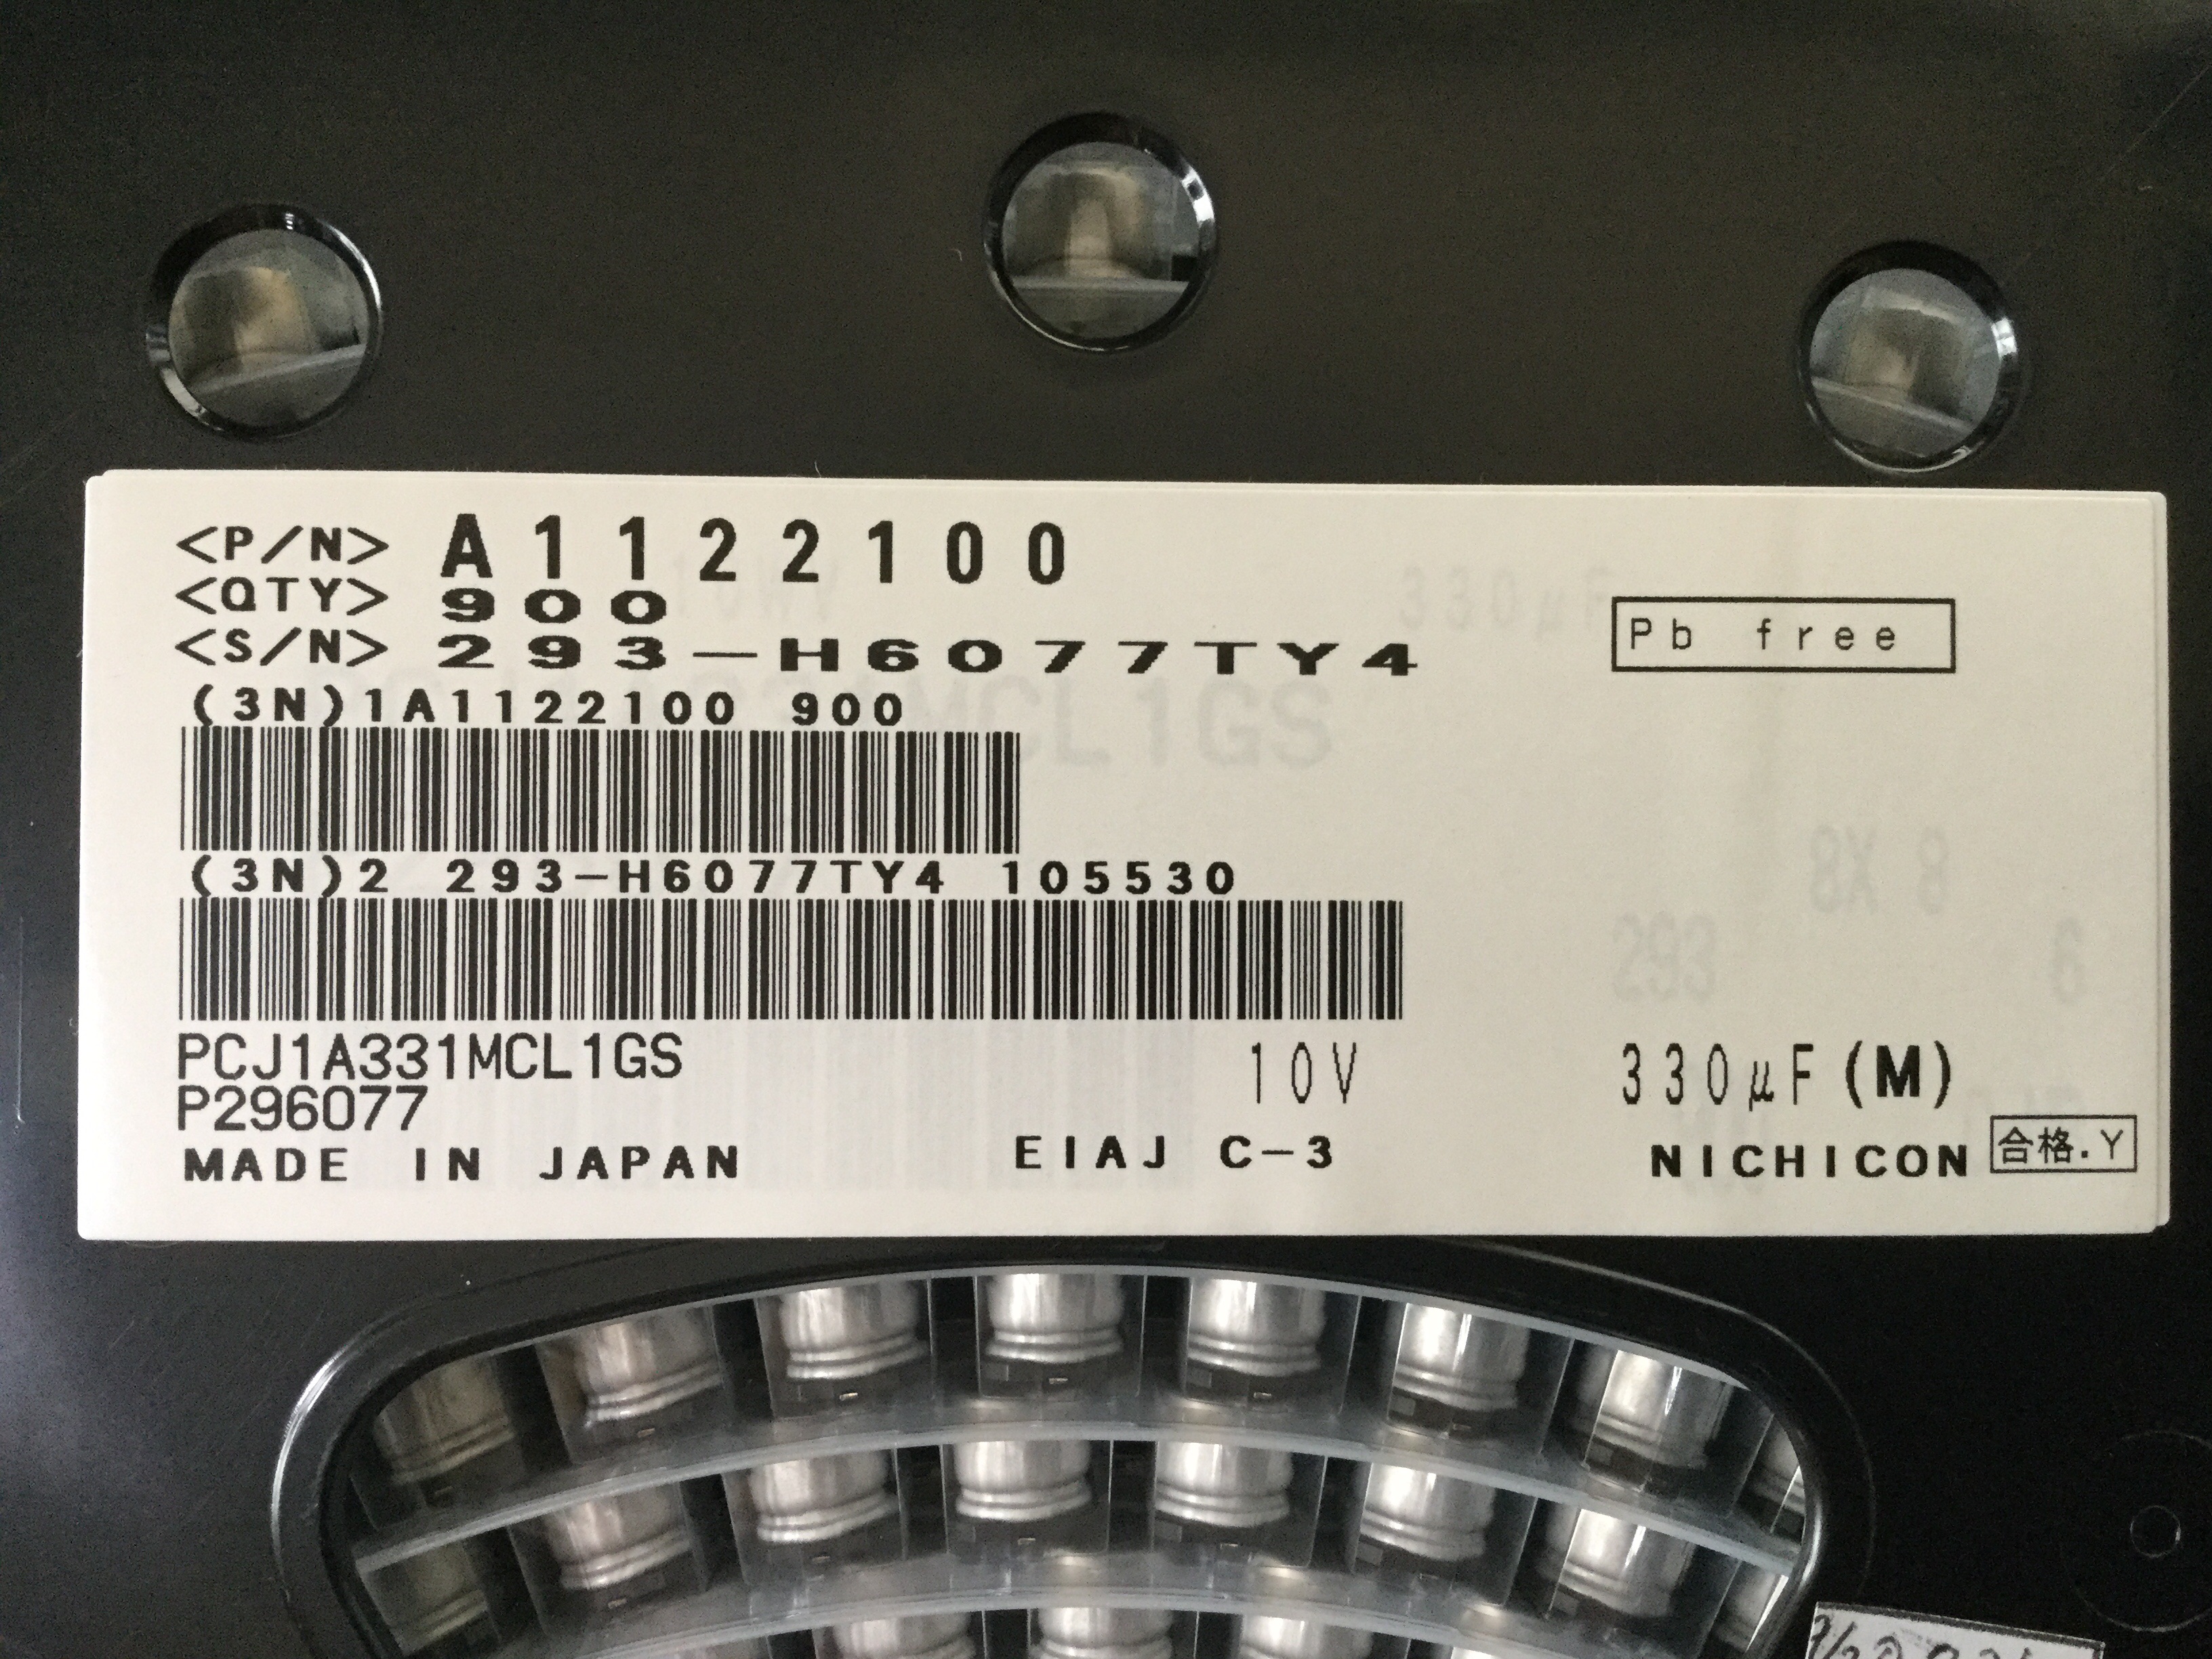 <P/N> A1122100
<QTY> 900
<S/N> 293-H6077TY4
Pb free
(3N)1A1122100 900
(3N)2 293-H6077TY4 105530
PCJ1A331MCL1GS 10V 330µF(M)
P296077
MADE IN JAPAN EIAJ C-3 NICHICON 合格.Y